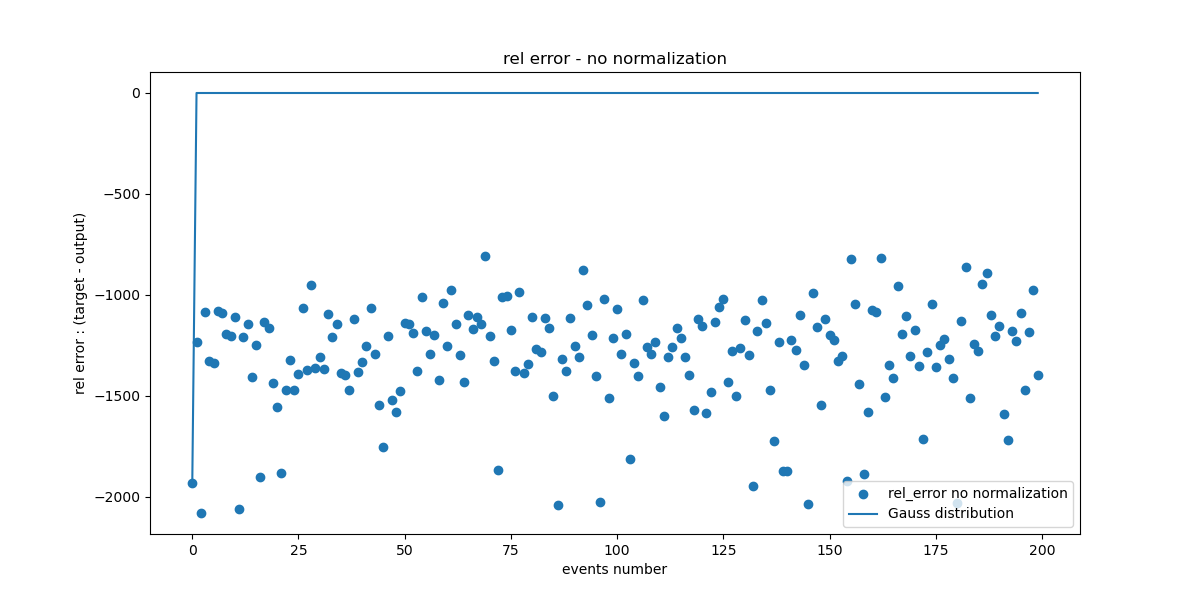 rel error - no normalization
rel error : (target - output)
0
−500
−1000
−1500
−2000
0
25
50
75
100
125
150
175
200
events number
rel_error no normalization
Gauss distribution